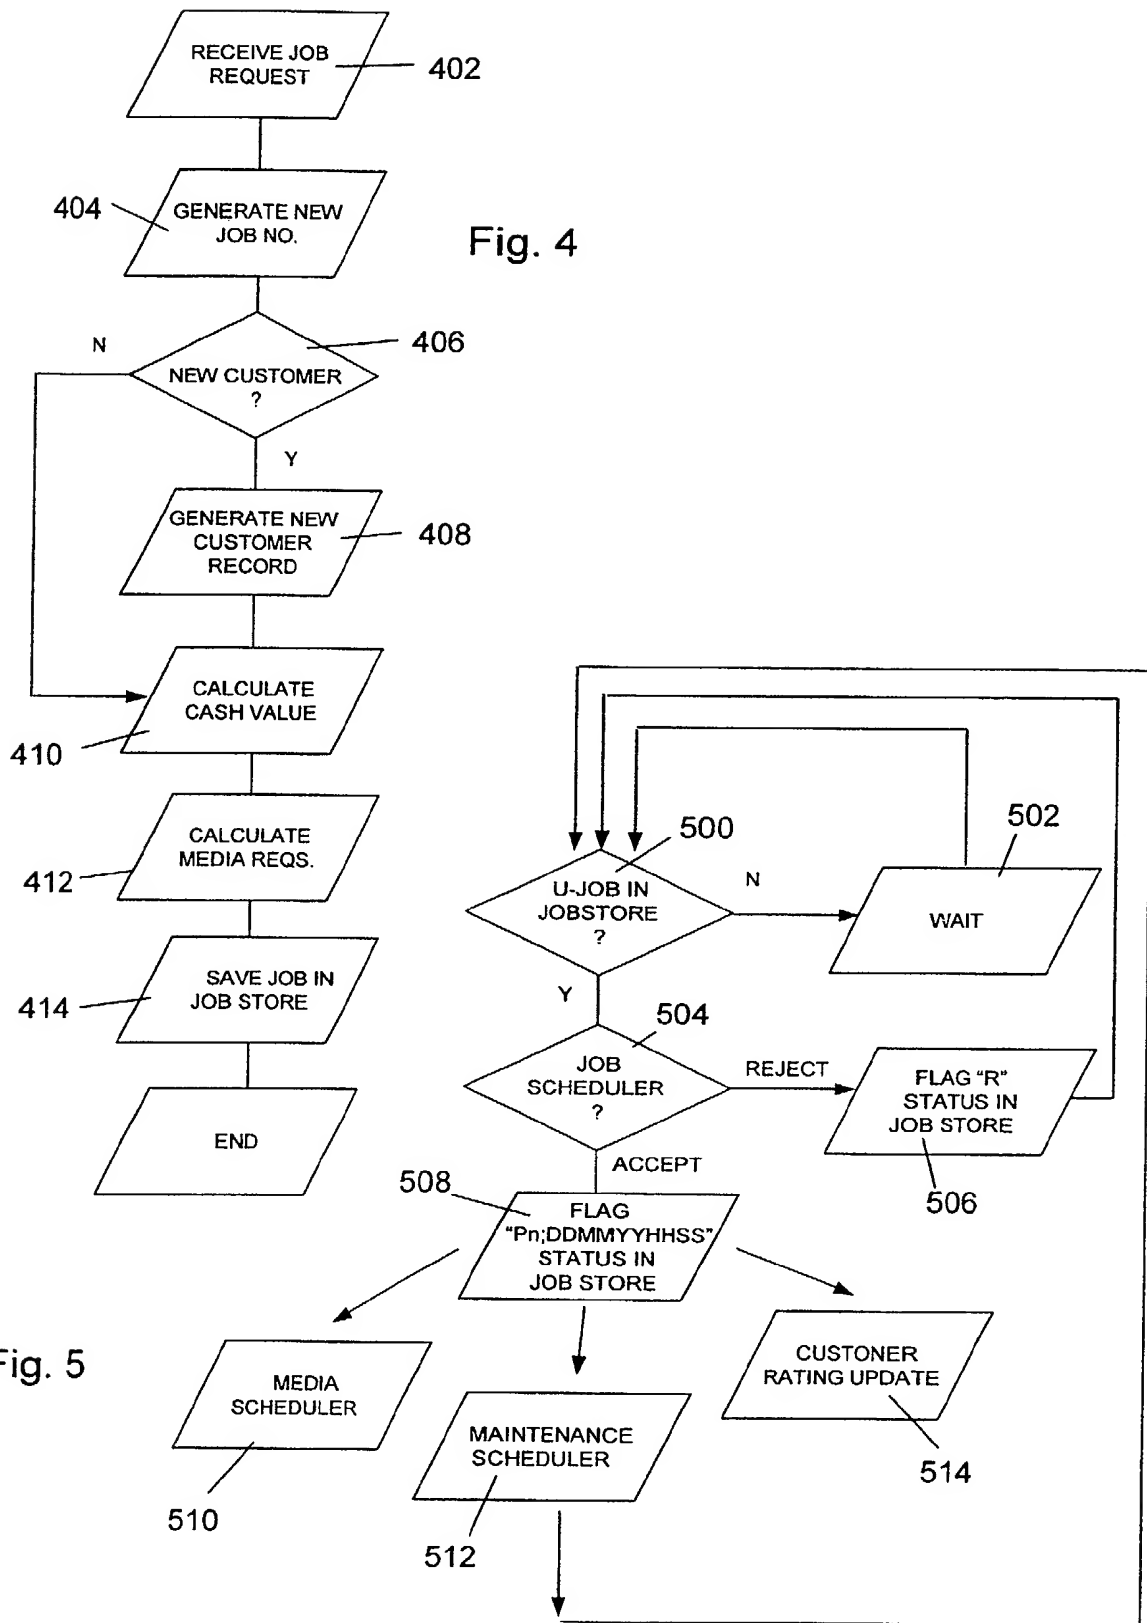 RECEIVE JOB
REQUEST
402
404
GENERATE NEW
JOB NO.
Fig. 4
406
N
NEW CUSTOMER
?
Y
GENERATE NEW
CUSTOMER
RECORD
408
CALCULATE
CASH VALUE
410
CALCULATE
MEDIA REQS.
412
SAVE JOB IN
JOB STORE
414
END
500
502
U-JOB IN
JOBSTORE
?
N
WAIT
Y
504
JOB
SCHEDULER
?
REJECT
FLAG "R"
STATUS IN
JOB STORE
506
ACCEPT
508
FLAG
"Pn;DDMMYYHHSS"
STATUS IN
JOB STORE
Fig. 5
MEDIA
SCHEDULER
510
MAINTENANCE
SCHEDULER
512
CUSTONER
RATING UPDATE
514